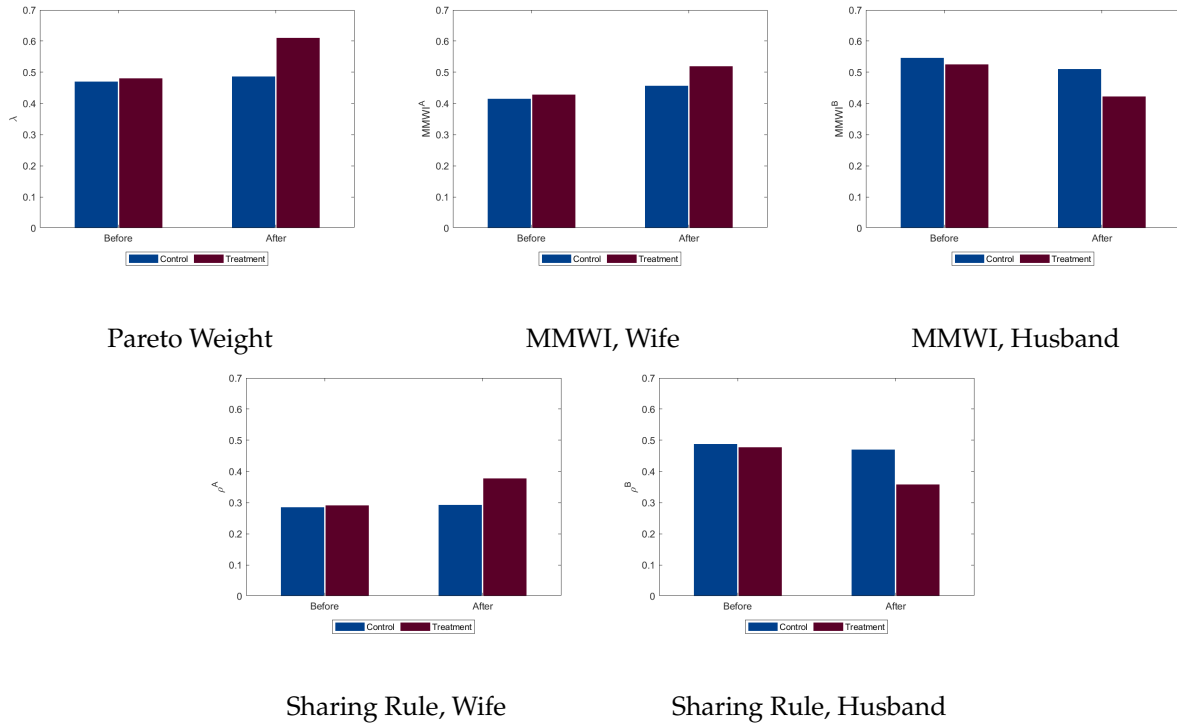 0.7
0.6
0.5
0.4
0.3
0.2
0.1
0
λ
Before
After
Control
Treatment
Pareto Weight
0.7
0.6
0.5
0.4
0.3
0.2
0.1
0
MMWI^A
Before
After
Control
Treatment
MMWI, Wife
0.7
0.6
0.5
0.4
0.3
0.2
0.1
0
MMWI^B
Before
After
Control
Treatment
MMWI, Husband
0.7
0.6
0.5
0.4
0.3
0.2
0.1
0
ρ^A
Before
After
Control
Treatment
Sharing Rule, Wife
0.7
0.6
0.5
0.4
0.3
0.2
0.1
0
ρ^B
Before
After
Control
Treatment
Sharing Rule, Husband